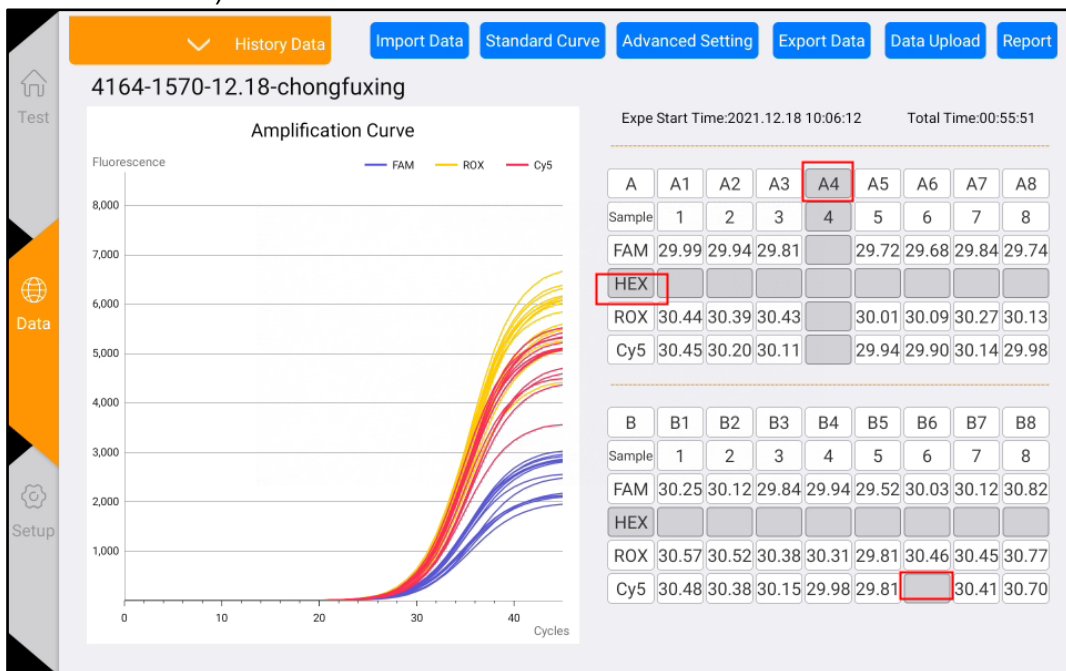 History Data
Import Data
Standard Curve
Advanced Setting
Export Data
Data Upload
Report
Test
Data
Setup
4164-1570-12.18-chongfuxing
Amplification Curve
Fluorescence
FAM ROX Cy5
8,000
7,000
6,000
5,000
4,000
3,000
2,000
1,000
0 10 20 30 40
Cycles
Expe Start Time:2021.12.18 10:06:12 Total Time:00:55:51
A A1 A2 A3 A4 A5 A6 A7 A8
Sample 1 2 3 4 5 6 7 8
FAM 29.99 29.94 29.81 29.72 29.68 29.84 29.74
HEX
ROX 30.44 30.39 30.43 30.01 30.09 30.27 30.13
Cy5 30.45 30.20 30.11 29.94 29.90 30.14 29.98
B B1 B2 B3 B4 B5 B6 B7 B8
Sample 1 2 3 4 5 6 7 8
FAM 30.25 30.12 29.84 29.94 29.52 30.03 30.12 30.82
HEX
ROX 30.57 30.52 30.38 30.31 29.81 30.46 30.45 30.77
Cy5 30.48 30.38 30.15 29.98 29.81 30.41 30.70